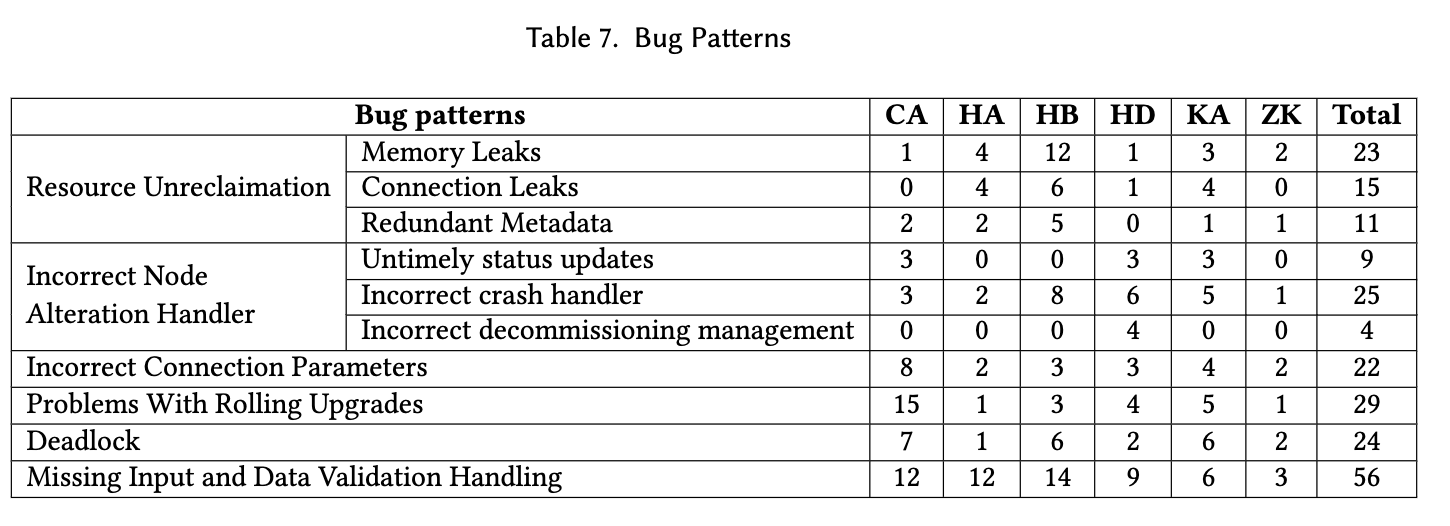 Table 7. Bug Patterns
Bug patterns CA HA HB HD KA ZK Total
Resource Unreclaimation
Memory Leaks 1 4 12 1 3 2 23
Connection Leaks 0 4 6 1 4 0 15
Redundant Metadata 2 2 5 0 1 1 11
Incorrect Node
Alteration Handler
Untimely status updates 3 0 0 3 3 0 9
Incorrect crash handler 3 2 8 6 5 1 25
Incorrect decommissioning management 0 0 0 4 0 0 4
Incorrect Connection Parameters 8 2 3 3 4 2 22
Problems With Rolling Upgrades 15 1 3 4 5 1 29
Deadlock 7 1 6 2 6 2 24
Missing Input and Data Validation Handling 12 12 14 9 6 3 56